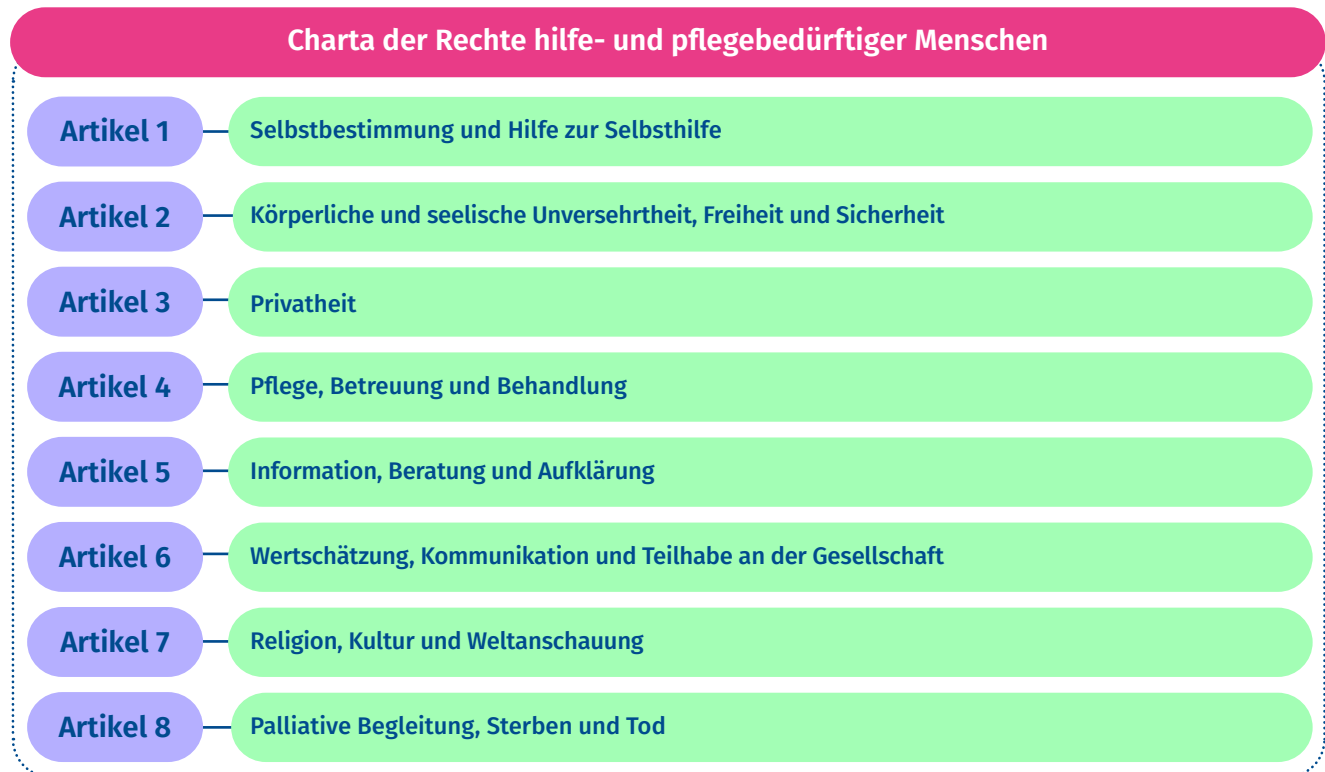 Charta der Rechte hilfe- und pflegebedürftiger Menschen
Artikel 1
Selbstbestimmung und Hilfe zur Selbsthilfe
Artikel 2
Körperliche und seelische Unversehrtheit, Freiheit und Sicherheit
Artikel 3
Privatheit
Artikel 4
Pflege, Betreuung und Behandlung
Artikel 5
Information, Beratung und Aufklärung
Artikel 6
Wertschätzung, Kommunikation und Teilhabe an der Gesellschaft
Artikel 7
Religion, Kultur und Weltanschauung
Artikel 8
Palliative Begleitung, Sterben und Tod